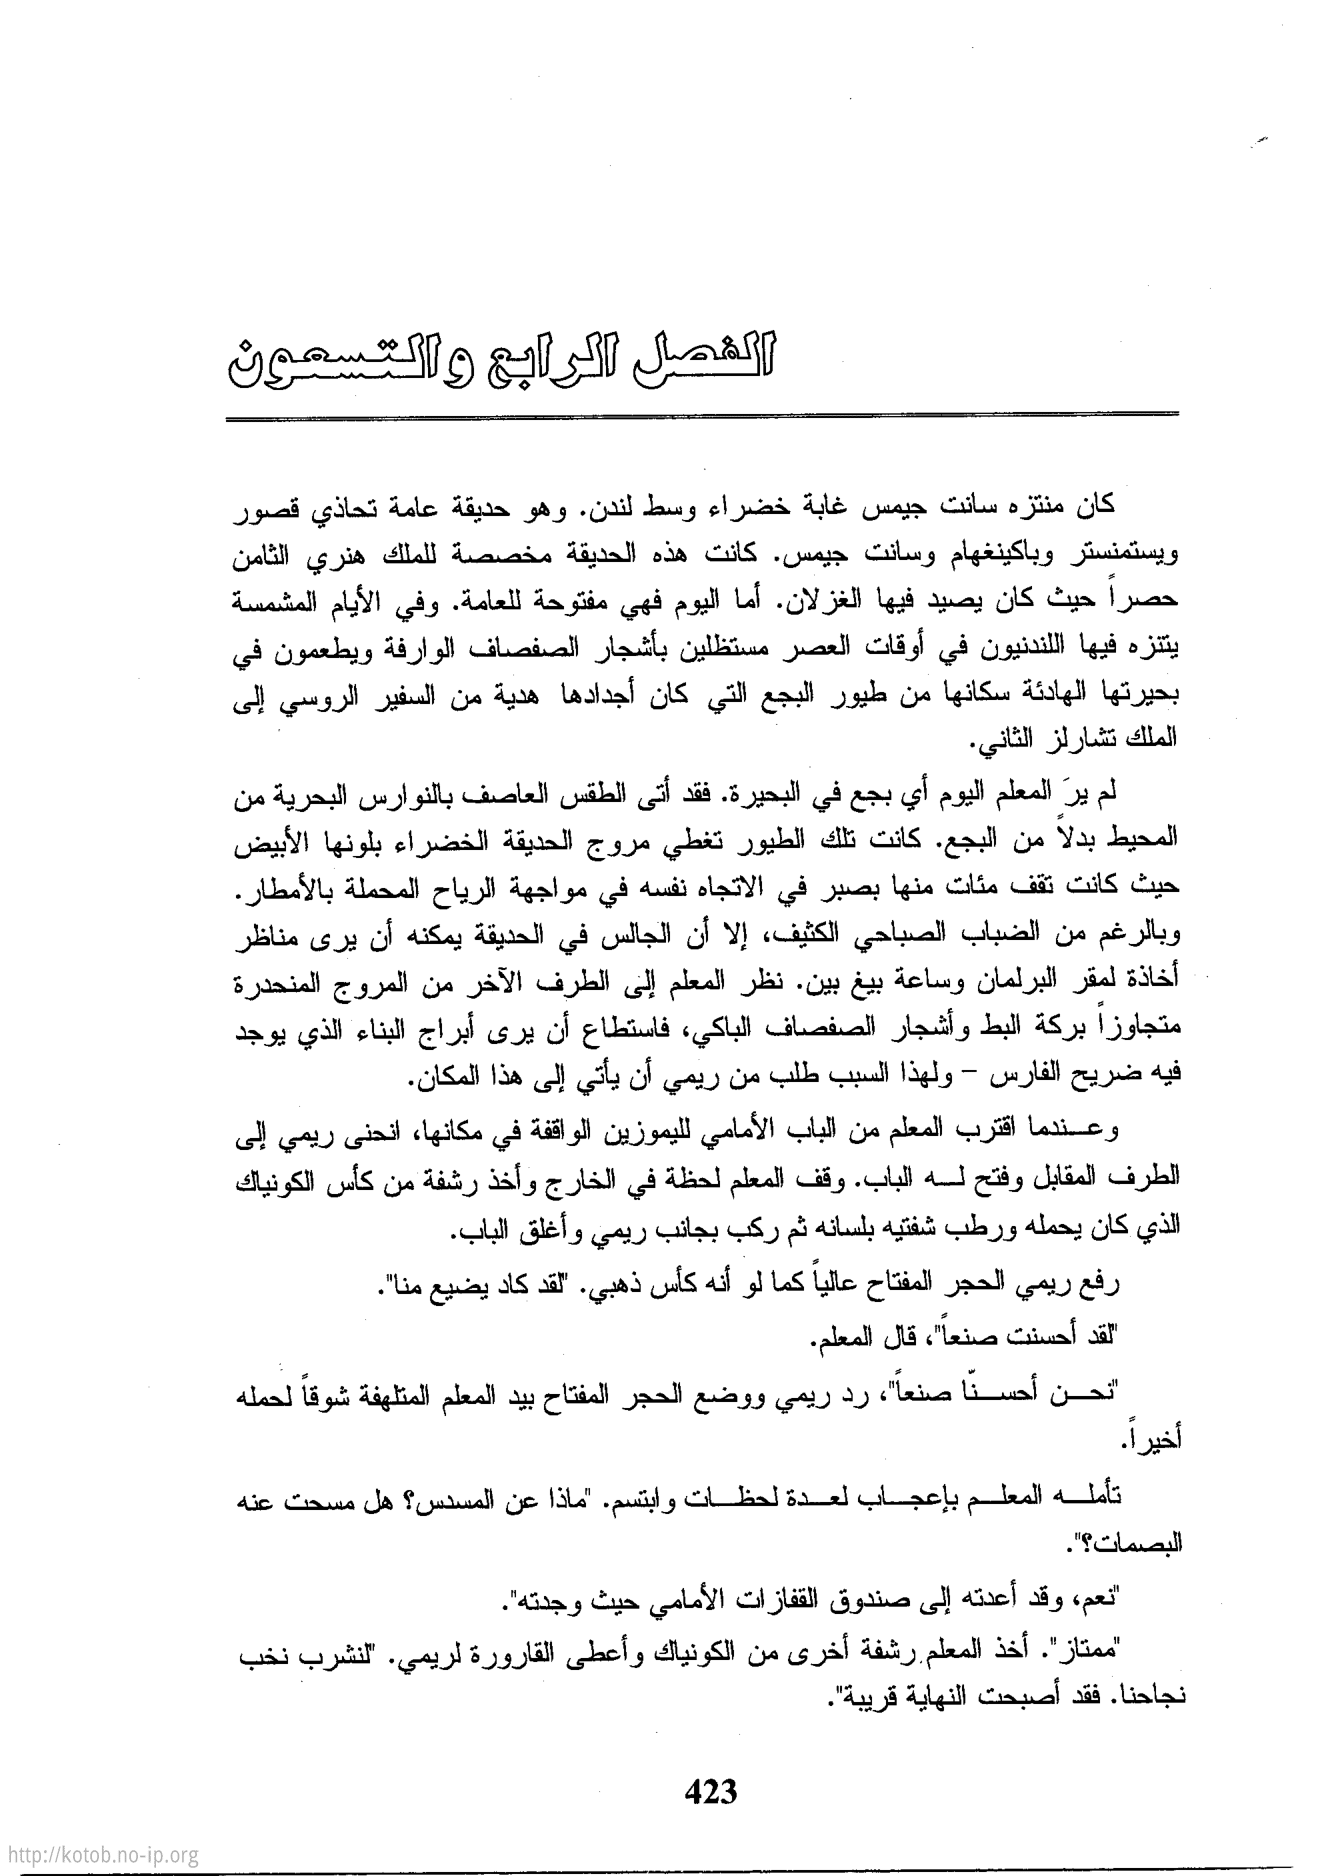 الفصل الرابع والتسعون
كان منتزه سانت جيمس غابة خضراء وسط لندن. وهو حديقة عامة تحاذي قصور
ويستمنستر وباكينغهام وسانت جيمس. كانت هذه الحديقة مخصصة للملك هنري الثامن
حصراً حيث كان يصيد فيها الغزلان. أما اليوم فهي مفتوحة للعامة. وفي الأيام المشمسة
يتنزه فيها اللندنيون في أوقات العصر مستظلين بأشجار الصفصاف الوارفة ويطعمون في
بحيرتها الهادئة سكانها من طيور البجع التي كان أجدادها هدية من السفير الروسي إلى
الملك تشارلز الثاني.
لم يرَ المعلم اليوم أي بجع في البحيرة. فقد أتى الطقس العاصف بالنوارس البحرية من
المحيط بدلاً من البجع. كانت تلك الطيور تغطي مروج الحديقة الخضراء بلونها الأبيض
حيث كانت تقف مئات منها بصبر في الاتجاه نفسه في مواجهة الرياح المحملة بالأمطار.
وبالرغم من الضباب الصباحي الكثيف، إلا أن الجالس في الحديقة يمكنه أن يرى مناظر
أخاذة لمقر البرلمان وساعة بيغ بين. نظر المعلم إلى الطرف الآخر من المروج المنحدرة
متجاوزاً بركة البط وأشجار الصفصاف الباكي، فاستطاع أن يرى أبراج البناء الذي يوجد
فيه ضريح الفارس – ولهذا السبب طلب من ريمي أن يأتي إلى هذا المكان.
وعـندما اقترب المعلم من الباب الأمامي لليموزين الواقفة في مكانها، انحنى ريمي إلى
الطرف المقابل وفتح لـه الباب. وقف المعلم لحظة في الخارج وأخذ رشفة من كأس الكونياك
الذي كان يحمله ورطب شفتيه بلسانه ثم ركب بجانب ريمي وأغلق الباب.
رفع ريمي الحجر المفتاح عالياً كما لو أنه كأس ذهبي. "لقد كاد يضيع منا".
"لقد أحسنت صنعاً"، قال المعلم.
"نحـن أحسـنّا صنعاً"، رد ريمي ووضع الحجر المفتاح بيد المعلم المتلهفة شوقاً لحمله
أخيراً.
تأملـه المعلـم بإعجـاب لعـدة لحظـات وابتسم. "ماذا عن المسدس؟ هل مسحت عنه
البصمات؟".
"نعم، وقد أعدته إلى صندوق القفازات الأمامي حيث وجدته".
"ممتاز". أخذ المعلم رشفة أخرى من الكونياك وأعطى القارورة لريمي. "لنشرب نخب
نجاحنا. فقد أصبحت النهاية قريبة".
423
http://kotob.no-ip.org